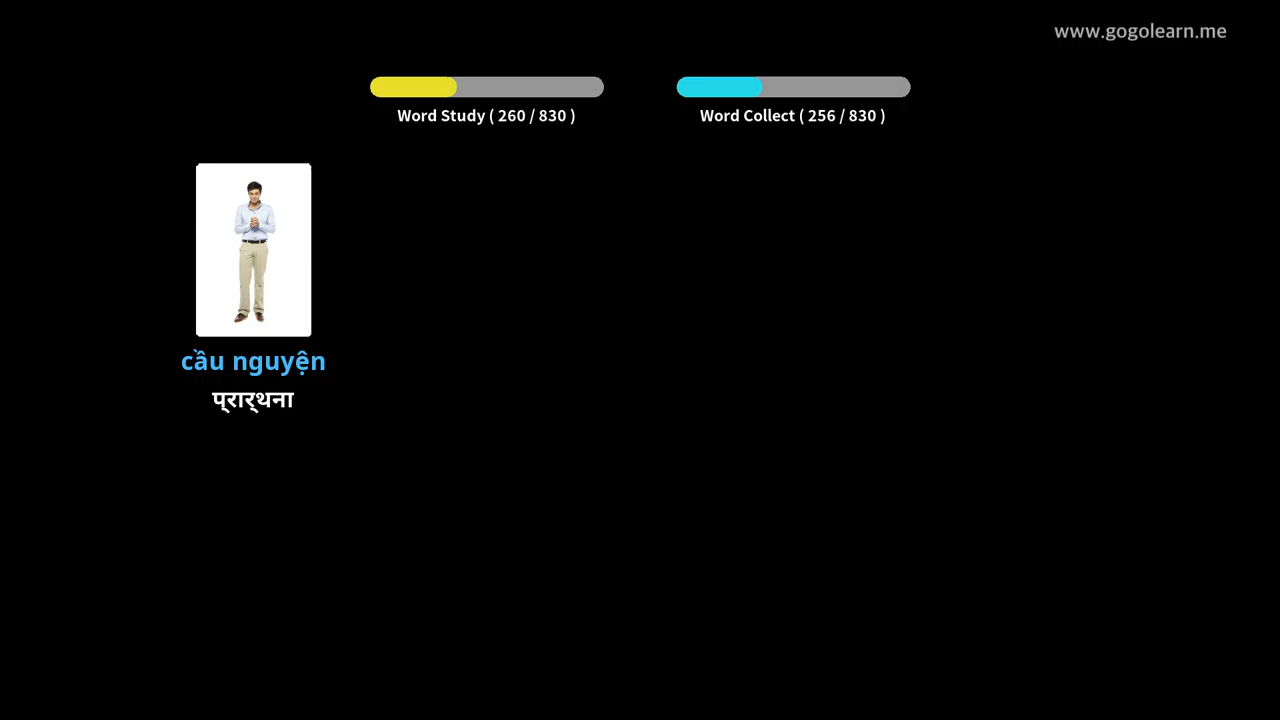 www.gogolearn.me
Word Study ( 260 / 830 )
Word Collect ( 256 / 830 )
cầu nguyện
प्रार्थना